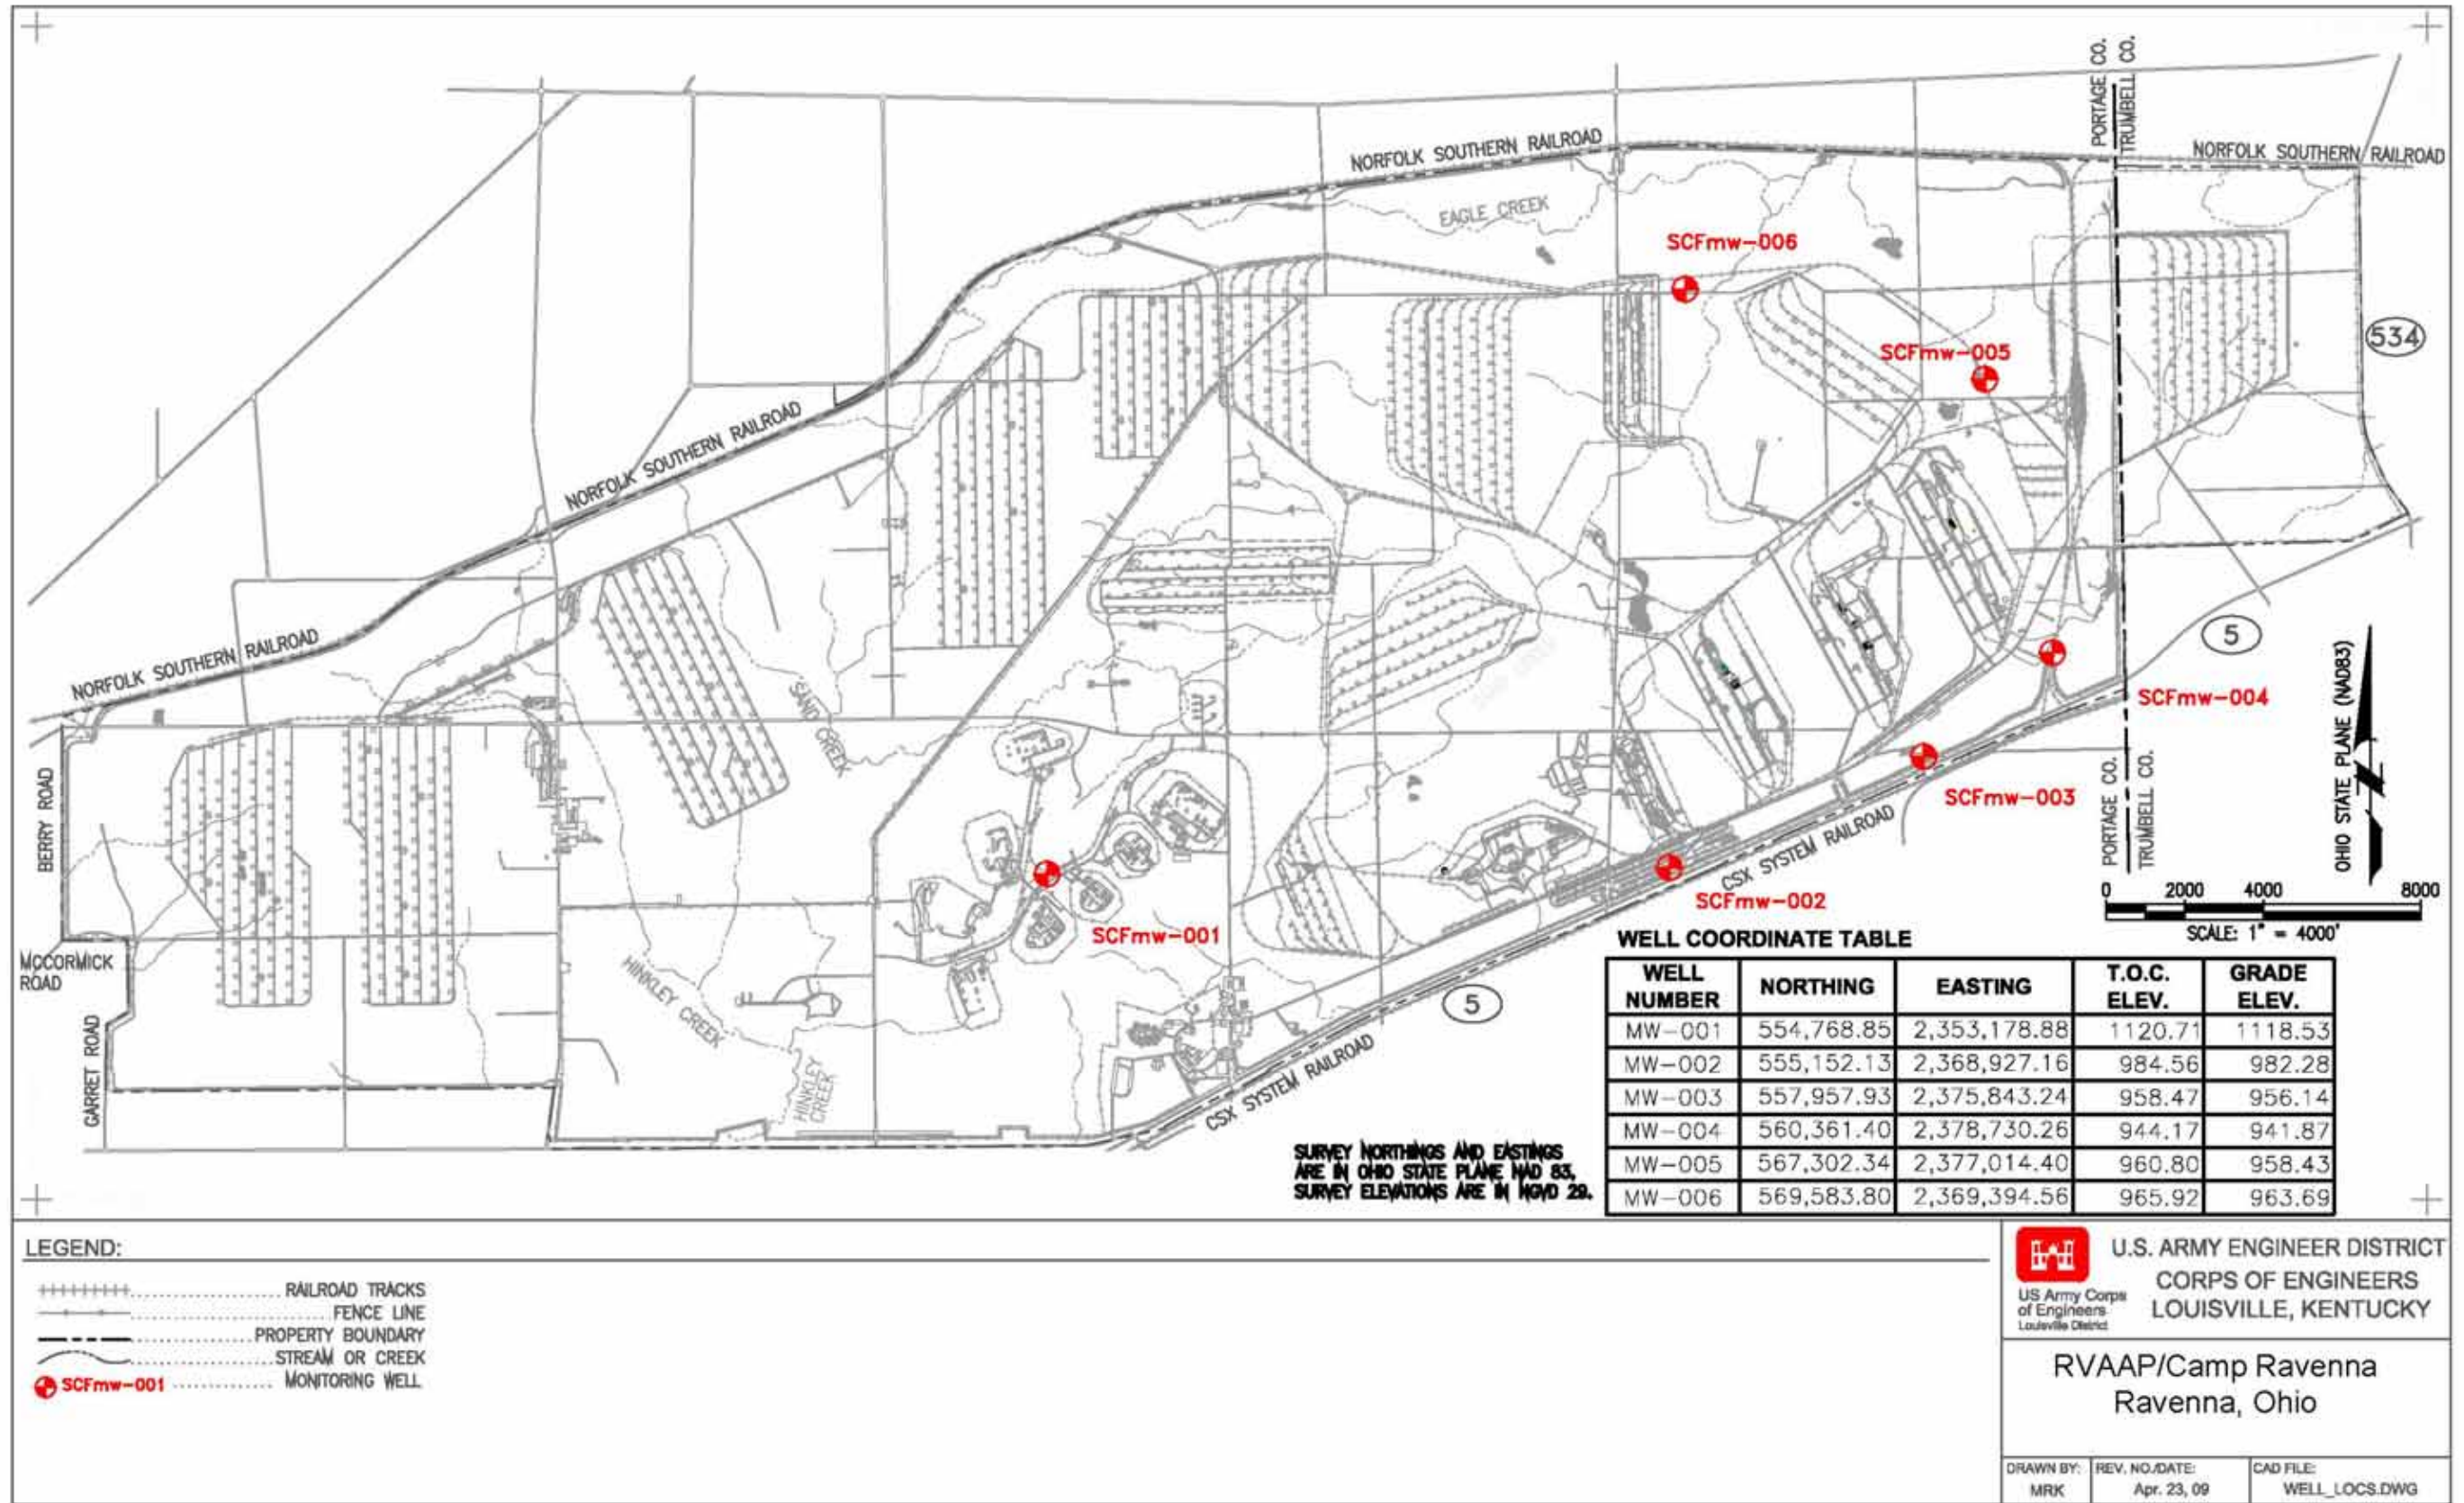 PORTAGE CO.
TRUMBELL CO.
NORFOLK SOUTHERN RAILROAD
NORFOLK SOUTHERN RAILROAD
EAGLE CREEK
SCFmw-006
534
SCFmw-005
NORFOLK SOUTHERN RAILROAD
NORFOLK SOUTHERN RAILROAD
5
SCFmw-004
SAND
CREEK
OHIO STATE PLANE (NAD83)
N
BERRY ROAD
SCFmw-003
PORTAGE CO.
TRUMBELL CO.
CSX SYSTEM RAILROAD
SCFmw-002
0 2000 4000 8000
SCALE: 1" = 4000'
SCFmw-001
MCCORMICK
ROAD
HINKLEY CREEK
5
GARRET ROAD
HINKLEY
CREEK
CSX SYSTEM RAILROAD
WELL COORDINATE TABLE
WELL NUMBER NORTHING EASTING T.O.C. ELEV. GRADE ELEV.
MW-001 554,768.85 2,353,178.88 1120.71 1118.53
MW-002 555,152.13 2,368,927.16 984.56 982.28
MW-003 557,957.93 2,375,843.24 958.47 956.14
MW-004 560,361.40 2,378,730.26 944.17 941.87
MW-005 567,302.34 2,377,014.40 960.80 958.43
MW-006 569,583.80 2,369,394.56 965.92 963.69
SURVEY NORTHINGS AND EASTINGS
ARE IN OHIO STATE PLANE NAD 83,
SURVEY ELEVATIONS ARE IN NGVD 29.
LEGEND:
RAILROAD TRACKS
FENCE LINE
PROPERTY BOUNDARY
STREAM OR CREEK
SCFmw-001 MONITORING WELL
US Army Corps
of Engineers
Louisville District
U.S. ARMY ENGINEER DISTRICT
CORPS OF ENGINEERS
LOUISVILLE, KENTUCKY
RVAAP/Camp Ravenna
Ravenna, Ohio
DRAWN BY:
MRK
REV. NO./DATE:
Apr. 23, 09
CAD FILE:
WELL_LOCS.DWG